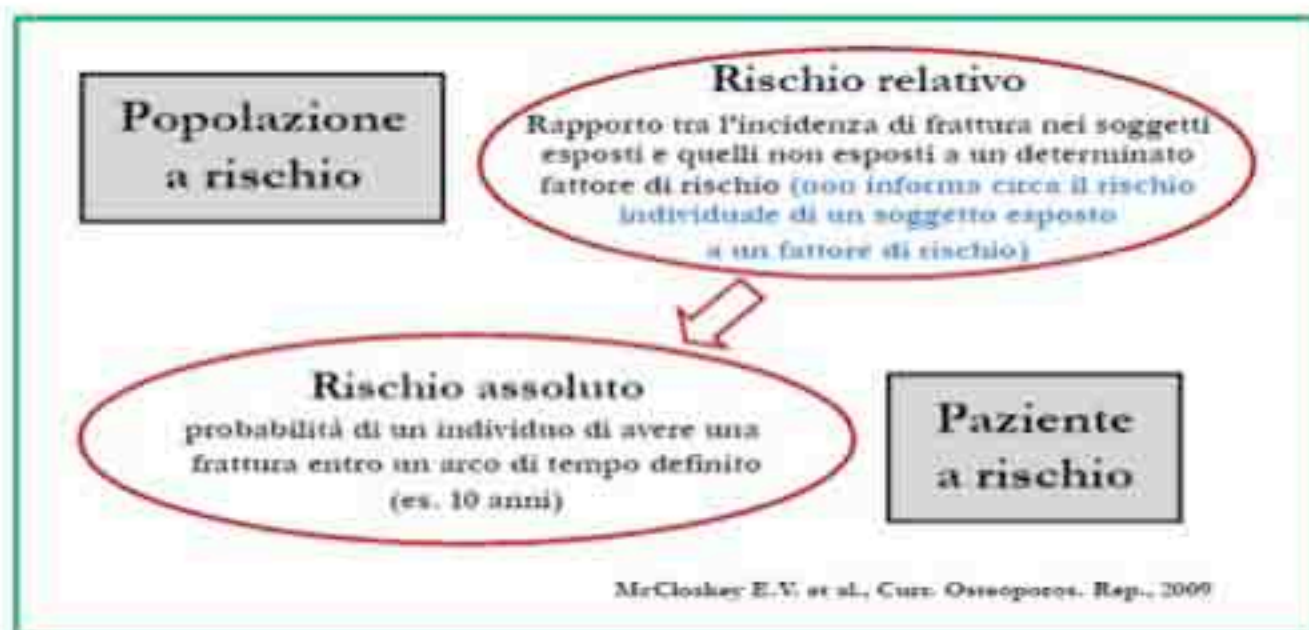 Popolazione
a rischio
Rischio relativo
Rapporto tra l'incidenza di frattura nei soggetti
esposti e quelli non esposti a un determinato
fattore di rischio (non informa circa il rischio
individuale di un soggetto esposto
a un fattore di rischio)
Rischio assoluto
probabilità di un individuo di avere una
frattura entro un arco di tempo definito
(es. 10 anni)
Paziente
a rischio
McCloskey E.V. et al., Curr. Osteoporos. Rep., 2009